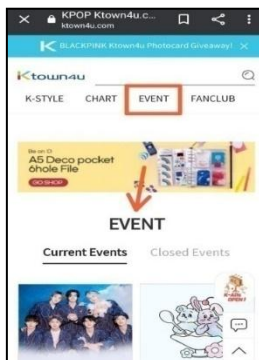 KPOP Ktown4u.c...
ktown4u.com
BLACKPINK Ktown4u Photocard Giveaway!
Ktown4u
K-STYLE CHART EVENT FANCLUB
A5 Deco pocket
6hole File
GO SHOP
EVENT
Current Events Closed Events
OPEN!